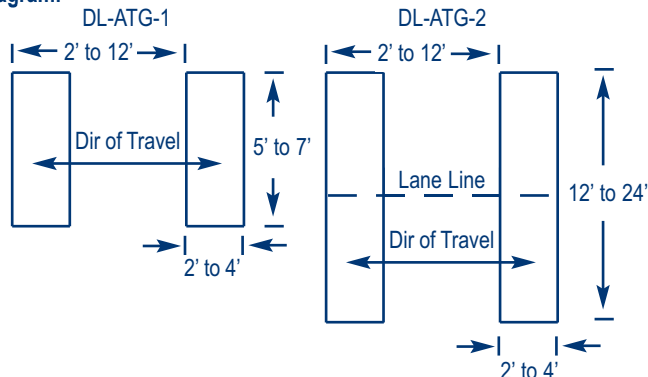 DL-ATG-1
2’ to 12’
Dir of Travel
5’ to 7’
2’ to 4’
DL-ATG-2
2’ to 12’
Lane Line
12’ to 24’
Dir of Travel
2’ to 4’